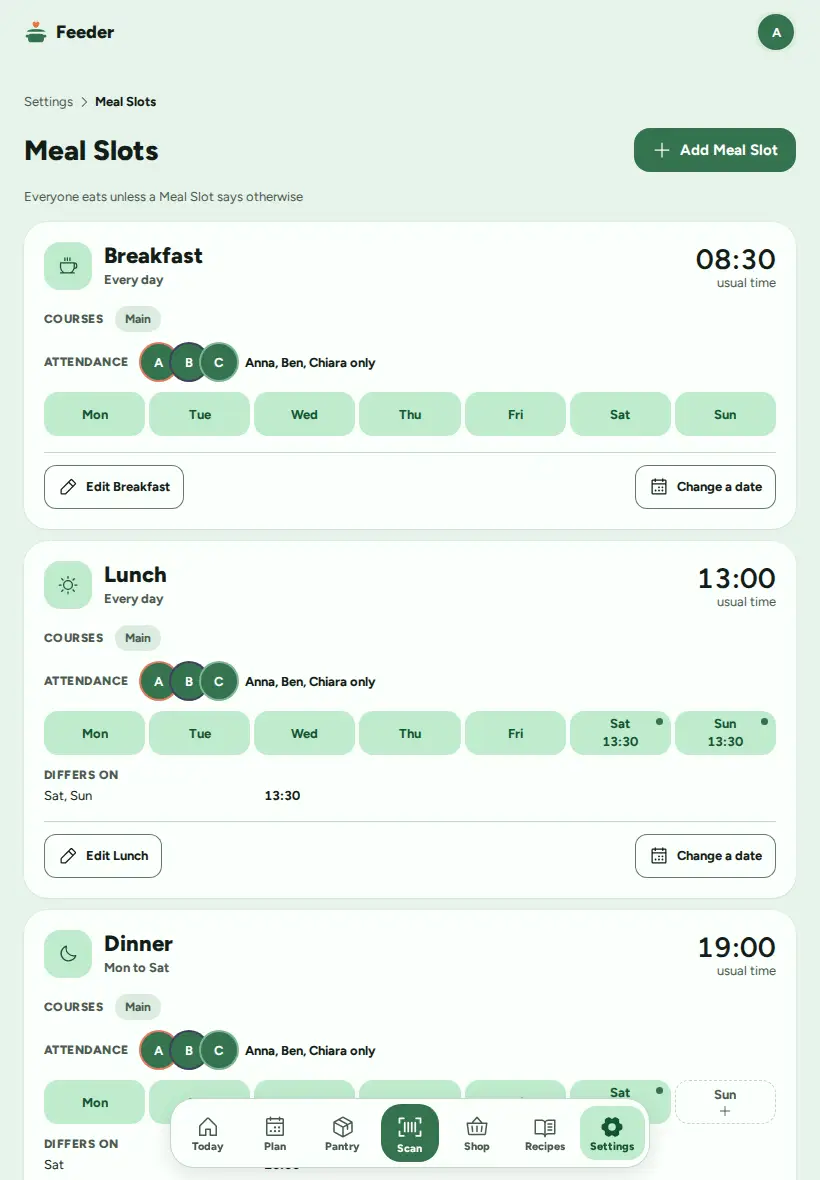 Feeder
A
Settings > Meal Slots
Meal Slots
+ Add Meal Slot
Everyone eats unless a Meal Slot says otherwise
Breakfast
Every day
08:30
usual time
COURSES Main
ATTENDANCE A B C Anna, Ben, Chiara only
Mon Tue Wed Thu Fri Sat Sun
Edit Breakfast
Change a date
Lunch
Every day
13:00
usual time
COURSES Main
ATTENDANCE A B C Anna, Ben, Chiara only
Mon Tue Wed Thu Fri Sat Sun
13:30 13:30
DIFFERS ON
Sat, Sun 13:30
Edit Lunch
Change a date
Dinner
Mon to Sat
19:00
usual time
COURSES Main
ATTENDANCE A B C Anna, Ben, Chiara only
Mon Sat Sun
+
DIFFERS ON
Sat
Today Plan Pantry Scan Shop Recipes Settings